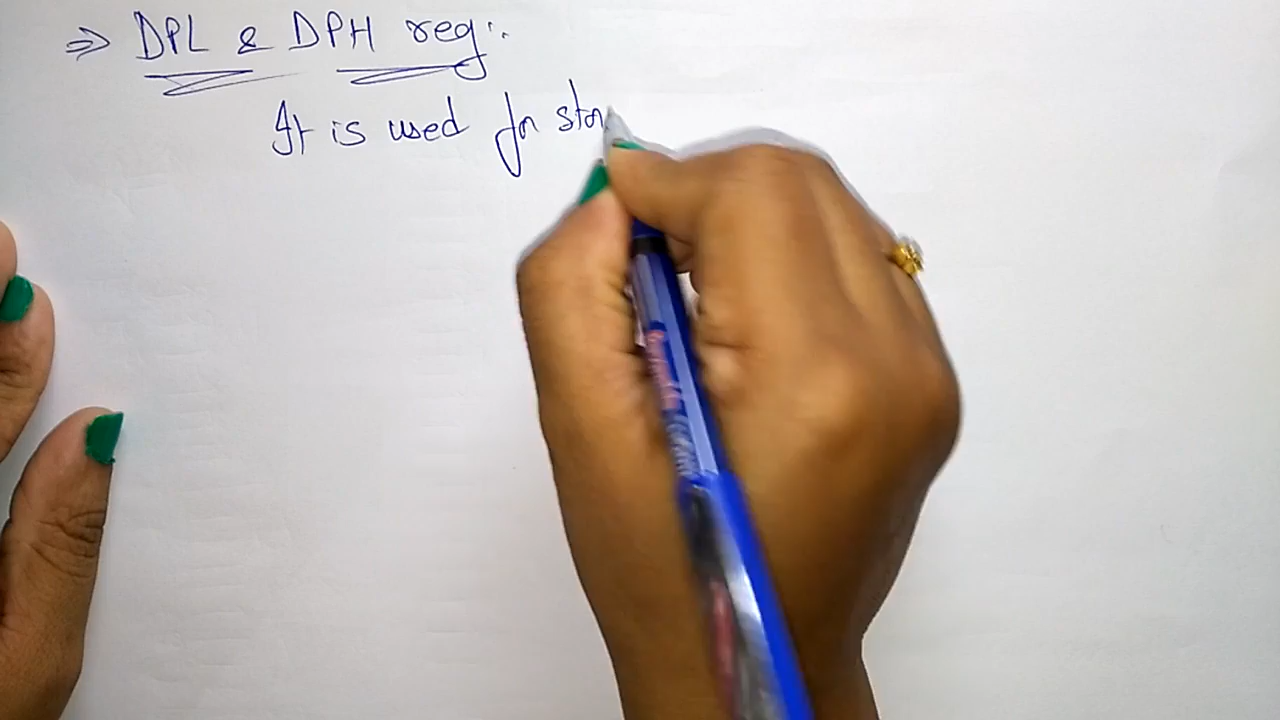 ⇒ DPL & DPH reg:.
It is used for stor